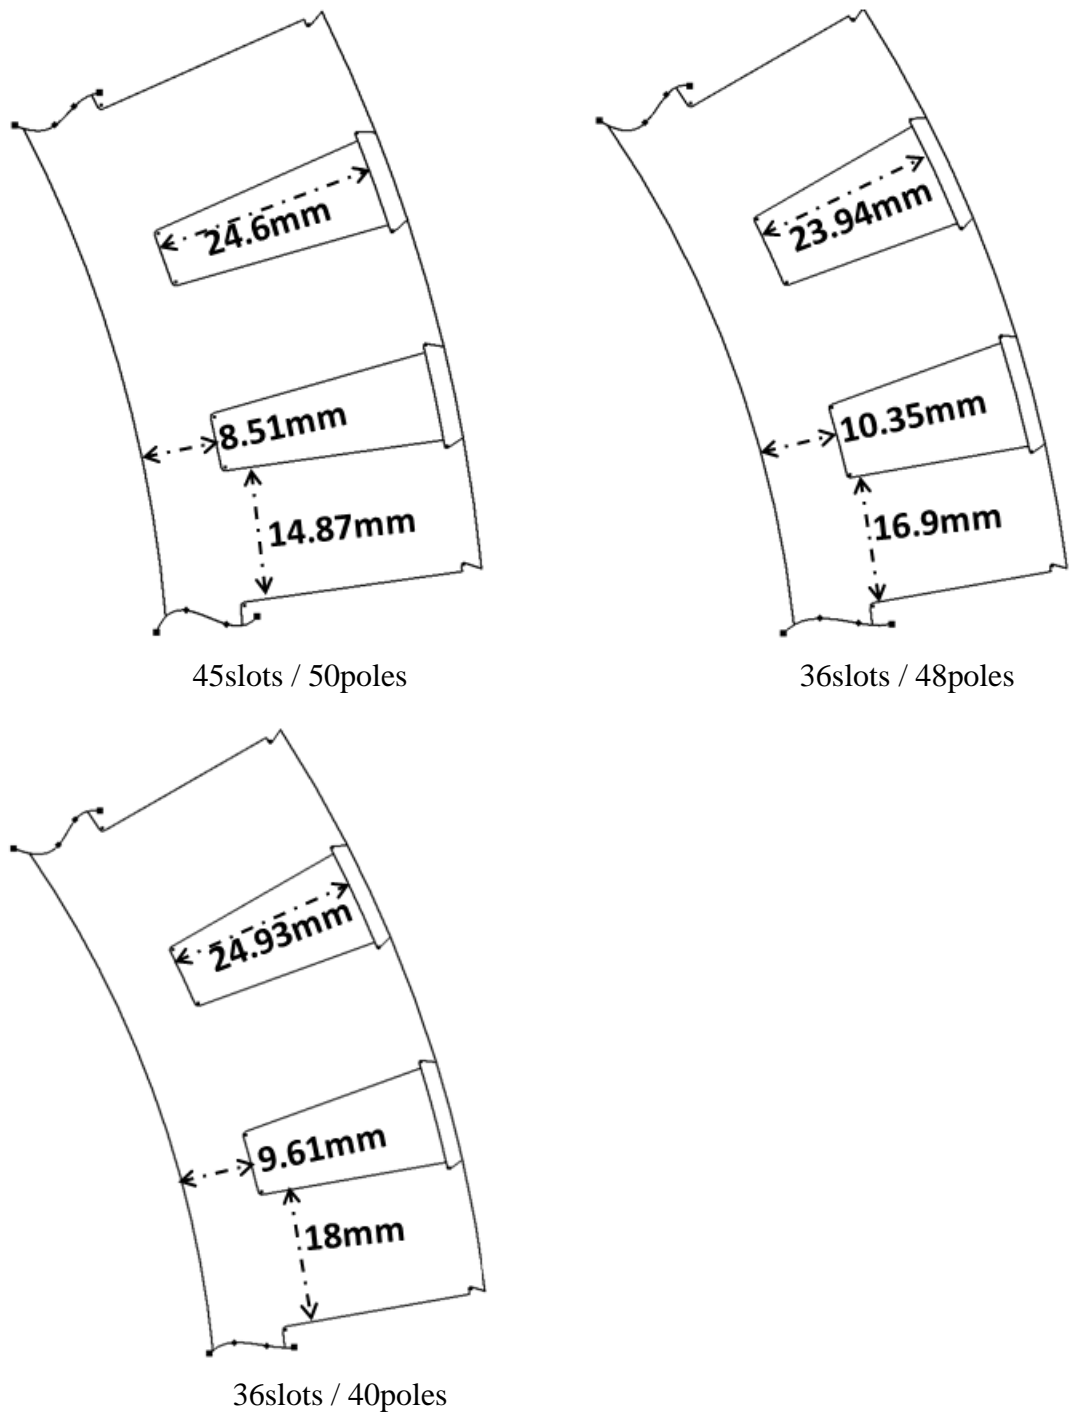 24.6mm
8.51mm
14.87mm
45slots / 50poles
23.94mm
10.35mm
16.9mm
36slots / 48poles
24.93mm
9.61mm
18mm
36slots / 40poles